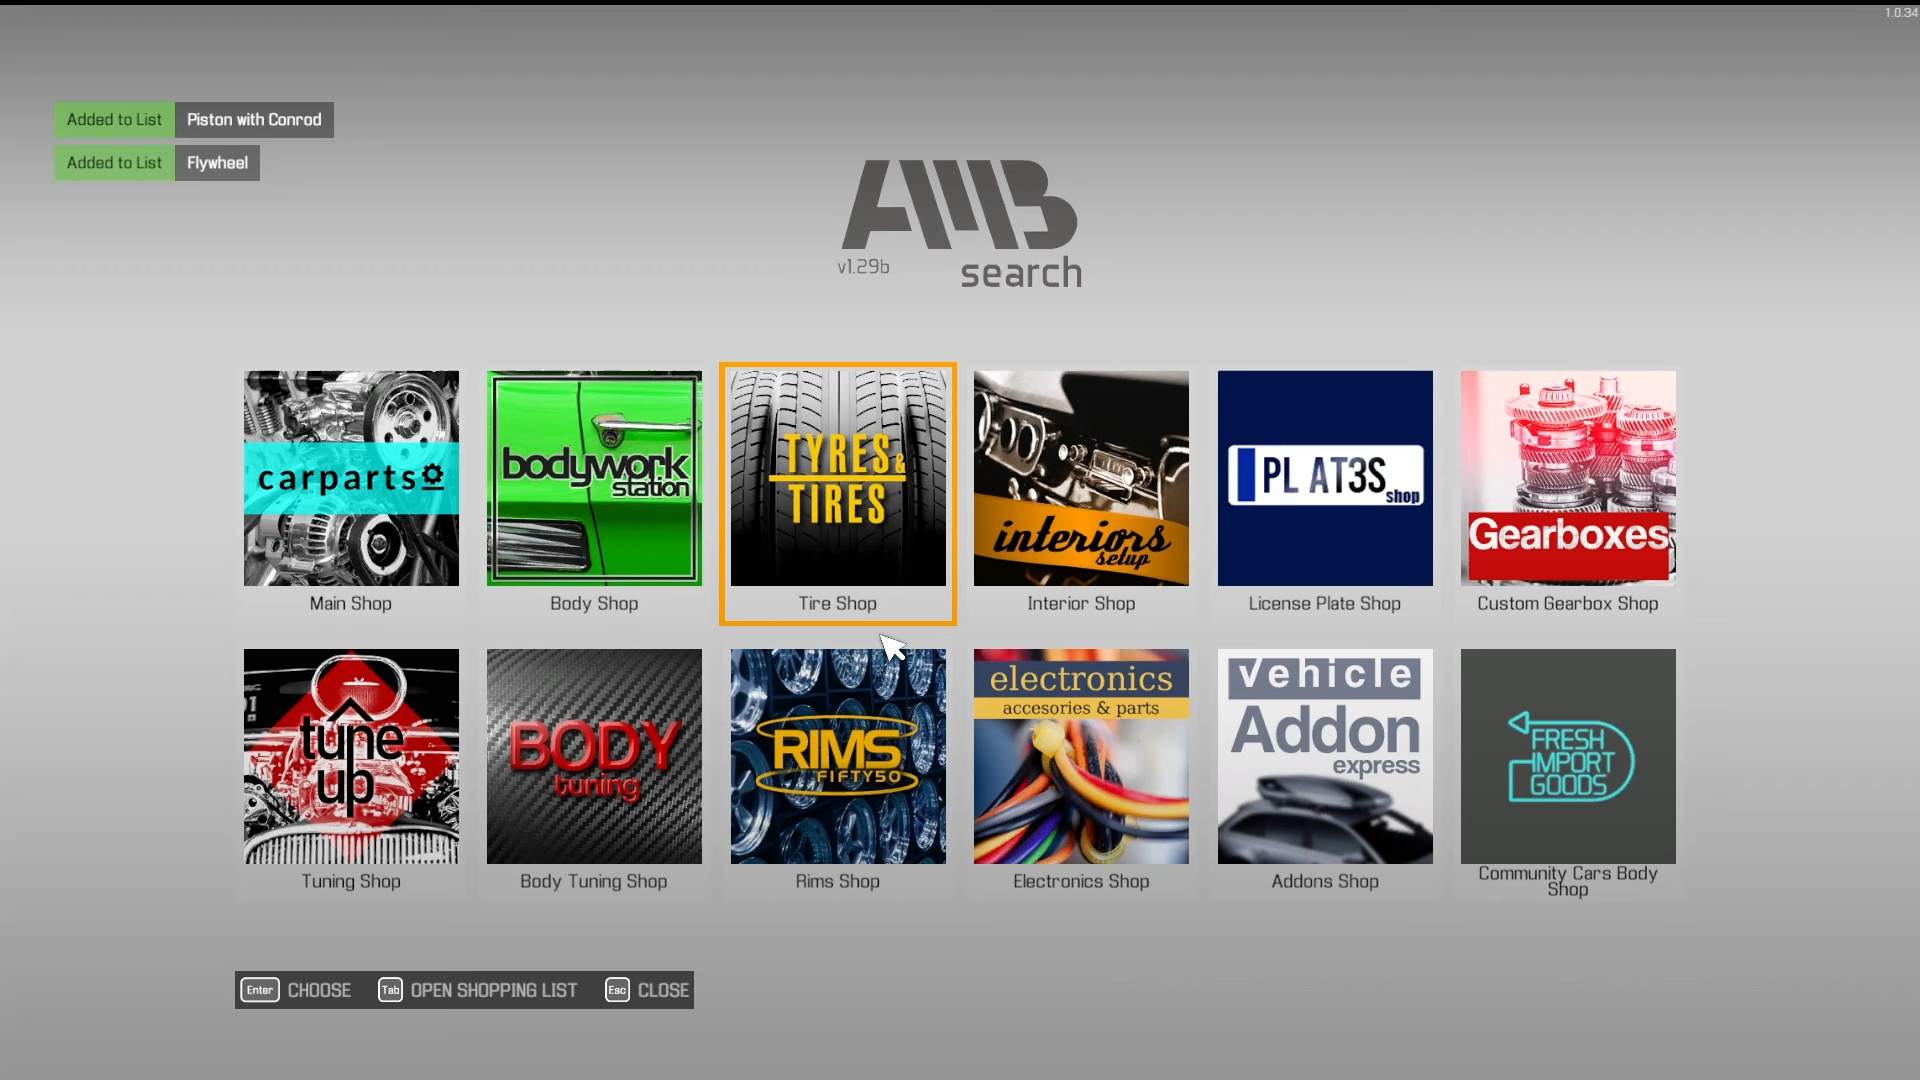 1.0.34
Added to List Piston with Conrod
Added to List Flywheel
AMB
v1.29b search
carparts
Main Shop
bodywork
station
Body Shop
TYRES &
TIRES
Tire Shop
interiors
setup
Interior Shop
PL AT3S
shop
License Plate Shop
Gearboxes
Custom Gearbox Shop
tune
up
Tuning Shop
BODY
tuning
Body Tuning Shop
RIMS
FIFTY50
Rims Shop
electronics
accesories & parts
Electronics Shop
vehicle
Addon
express
Addons Shop
FRESH
IMPORT
GOODS
Community Cars Body
Shop
Enter CHOOSE Tab OPEN SHOPPING LIST Esc CLOSE